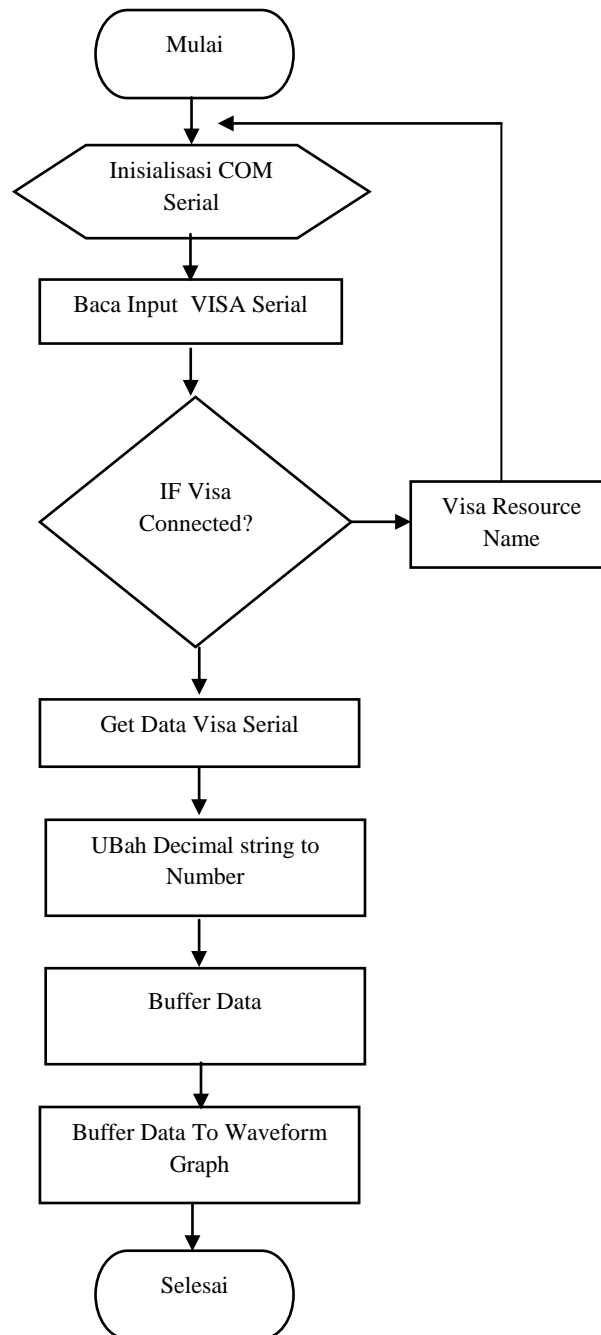 Mulai
Inisialisasi COM
Serial
Baca Input  VISA Serial
IF Visa
Connected?
Visa Resource
Name
Get Data Visa Serial
UBah Decimal string to
Number
Buffer Data
Buffer Data To Waveform
Graph
Selesai